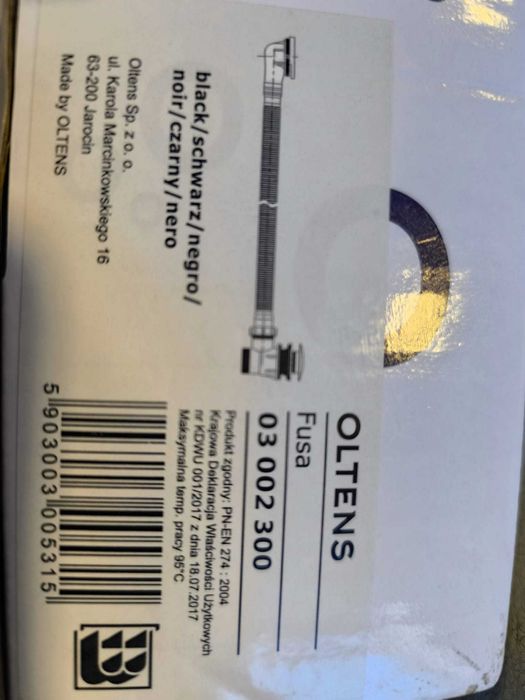 OLTENS
Fusa
03 002 300
Produkt zgodny: PN-EN 274 : 2004
Krajowa Deklaracja Właściwości Użytkowych
nr KDWU 001/2017 z dnia 18.07.2017
Maksymalna temp. pracy 95°C
5 903003 005315
black/schwarz/negro/
noir/czarny/nero
Oltens Sp. z o. o.
ul. Karola Marcinkowskiego 16
63-200 Jarocin
Made by OLTENS
B